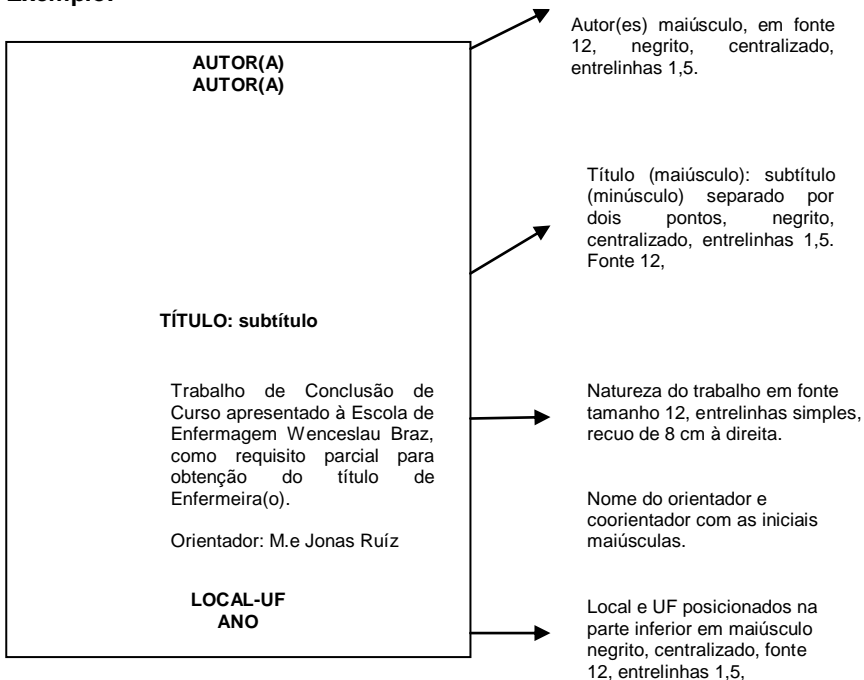 Exemplo:
AUTOR(A)
AUTOR(A)
Autor(es) maiúsculo, em fonte
12, negrito, centralizado,
entrelinhas 1,5.
Título (maiúsculo): subtítulo
(minúsculo) separado por
dois pontos, negrito,
centralizado, entrelinhas 1,5.
Fonte 12,
TÍTULO: subtítulo
Trabalho de Conclusão de
Curso apresentado à Escola de
Enfermagem Wenceslau Braz,
como requisito parcial para
obtenção do título de
Enfermeira(o).
Orientador: M.e Jonas Ruíz
Natureza do trabalho em fonte
tamanho 12, entrelinhas simples,
recuo de 8 cm à direita.
Nome do orientador e
coorientador com as iniciais
maiúsculas.
LOCAL-UF
ANO
Local e UF posicionados na
parte inferior em maiúsculo
negrito, centralizado, fonte
12, entrelinhas 1,5,